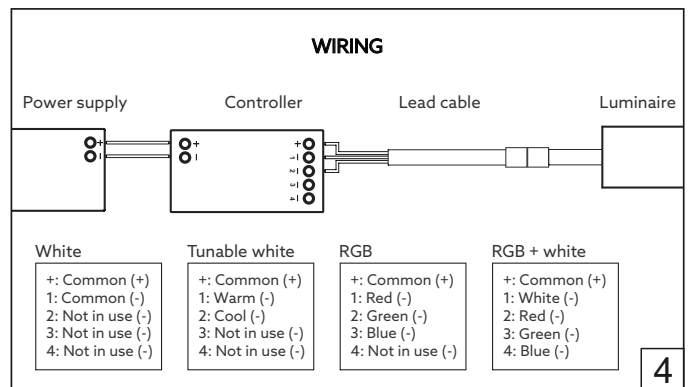 WIRING
Power supply
Controller
Lead cable
Luminaire
+
−
+
−
+
1 −
2 −
3 −
4 −
White
+: Common (+)
1: Common (-)
2: Not in use (-)
3: Not in use (-)
4: Not in use (-)
Tunable white
+: Common (+)
1: Warm (-)
2: Cool (-)
3: Not in use (-)
4: Not in use (-)
RGB
+: Common (+)
1: Red (-)
2: Green (-)
3: Blue (-)
4: Not in use (-)
RGB + white
+: Common (+)
1: White (-)
2: Red (-)
3: Green (-)
4: Blue (-)
4